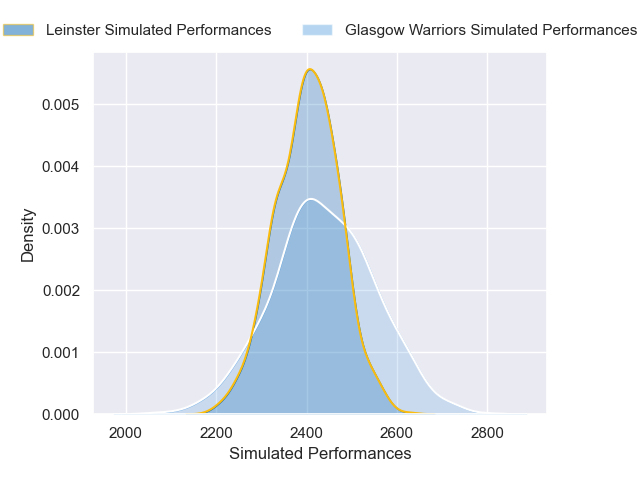 Leinster Simulated Performances
Glasgow Warriors Simulated Performances
0.005
0.004
0.003
0.002
0.001
0.000
Density
2000 2200 2400 2600 2800
Simulated Performances